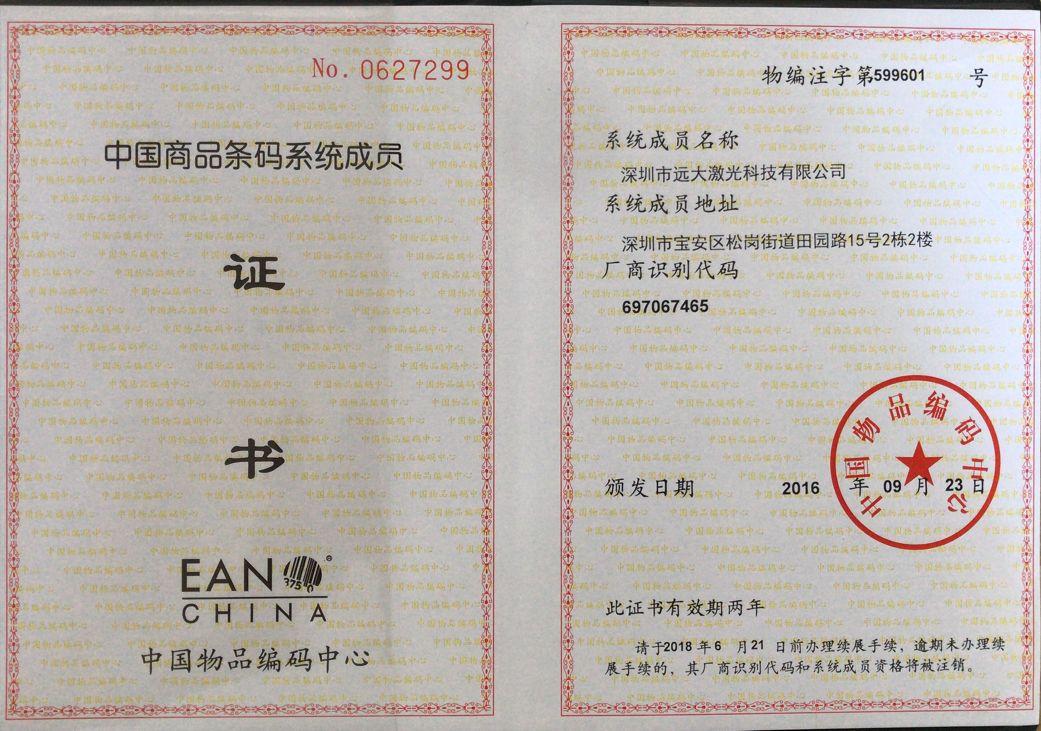 No. 0627299
中国商品条码系统成员
证
书
EAN
CHINA
中国物品编码中心
物编注字第599601 号
系统成员名称
深圳市远大激光科技有限公司
系统成员地址
深圳市宝安区松岗街道田园路15号2栋2楼
厂商识别代码
697067465
中国物品编码中心
颁发日期 2016 年 09 月 23 日
此证书有效期两年
请于2018 年 6 月 21 日前办理续展手续，逾期未办理续
展手续的，其厂商识别代码和系统成员资格将被注销。